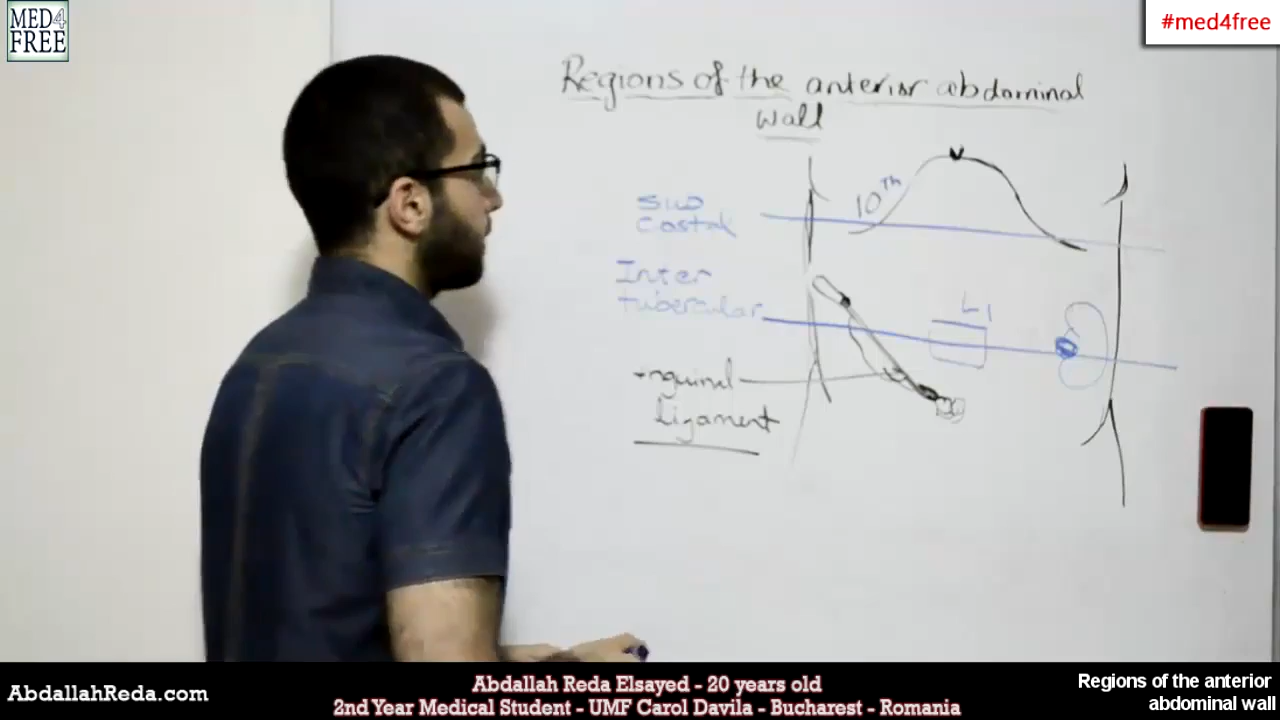 MED4
FREE
#med4free
Regions of the anterior abdominal
wall
10th
Sub
costal
Inter
tubercular
L1
inguinal
ligament
AbdallahReda.com
Abdallah Reda Elsayed - 20 years old
2nd Year Medical Student - UMF Carol Davila - Bucharest - Romania
Regions of the anterior
abdominal wall